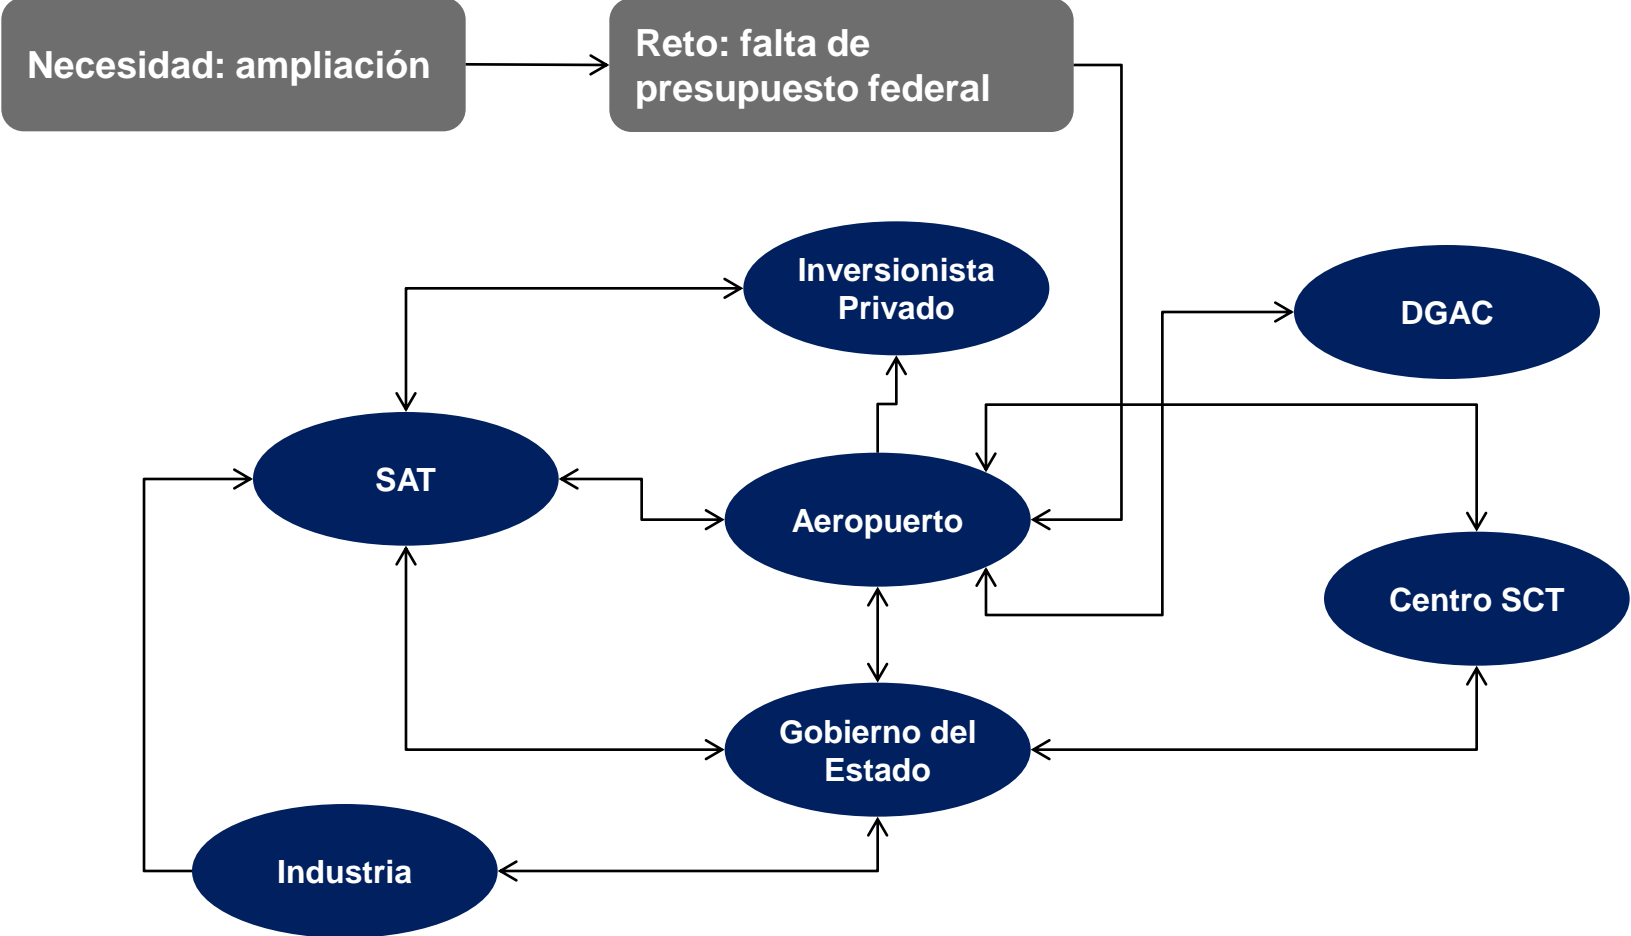 Necesidad: ampliación
Reto: falta de
presupuesto federal
Inversionista
Privado
DGAC
SAT
Aeropuerto
Centro SCT
Gobierno del
Estado
Industria